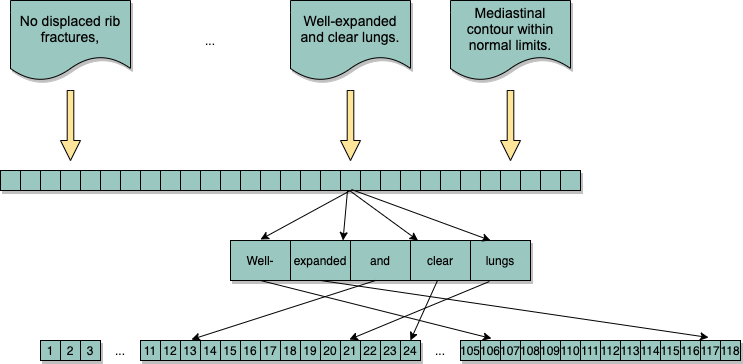 No displaced rib
fractures,
...
Well-expanded
and clear lungs.
Mediastinal
contour within
normal limits.
Well-
expanded
and
clear
lungs
1 2 3 ... 11 12 13 14 15 16 17 18 19 20 21 22 23 24 ... 105 106 107 108 109 110 111 112 113 114 115 116 117 118